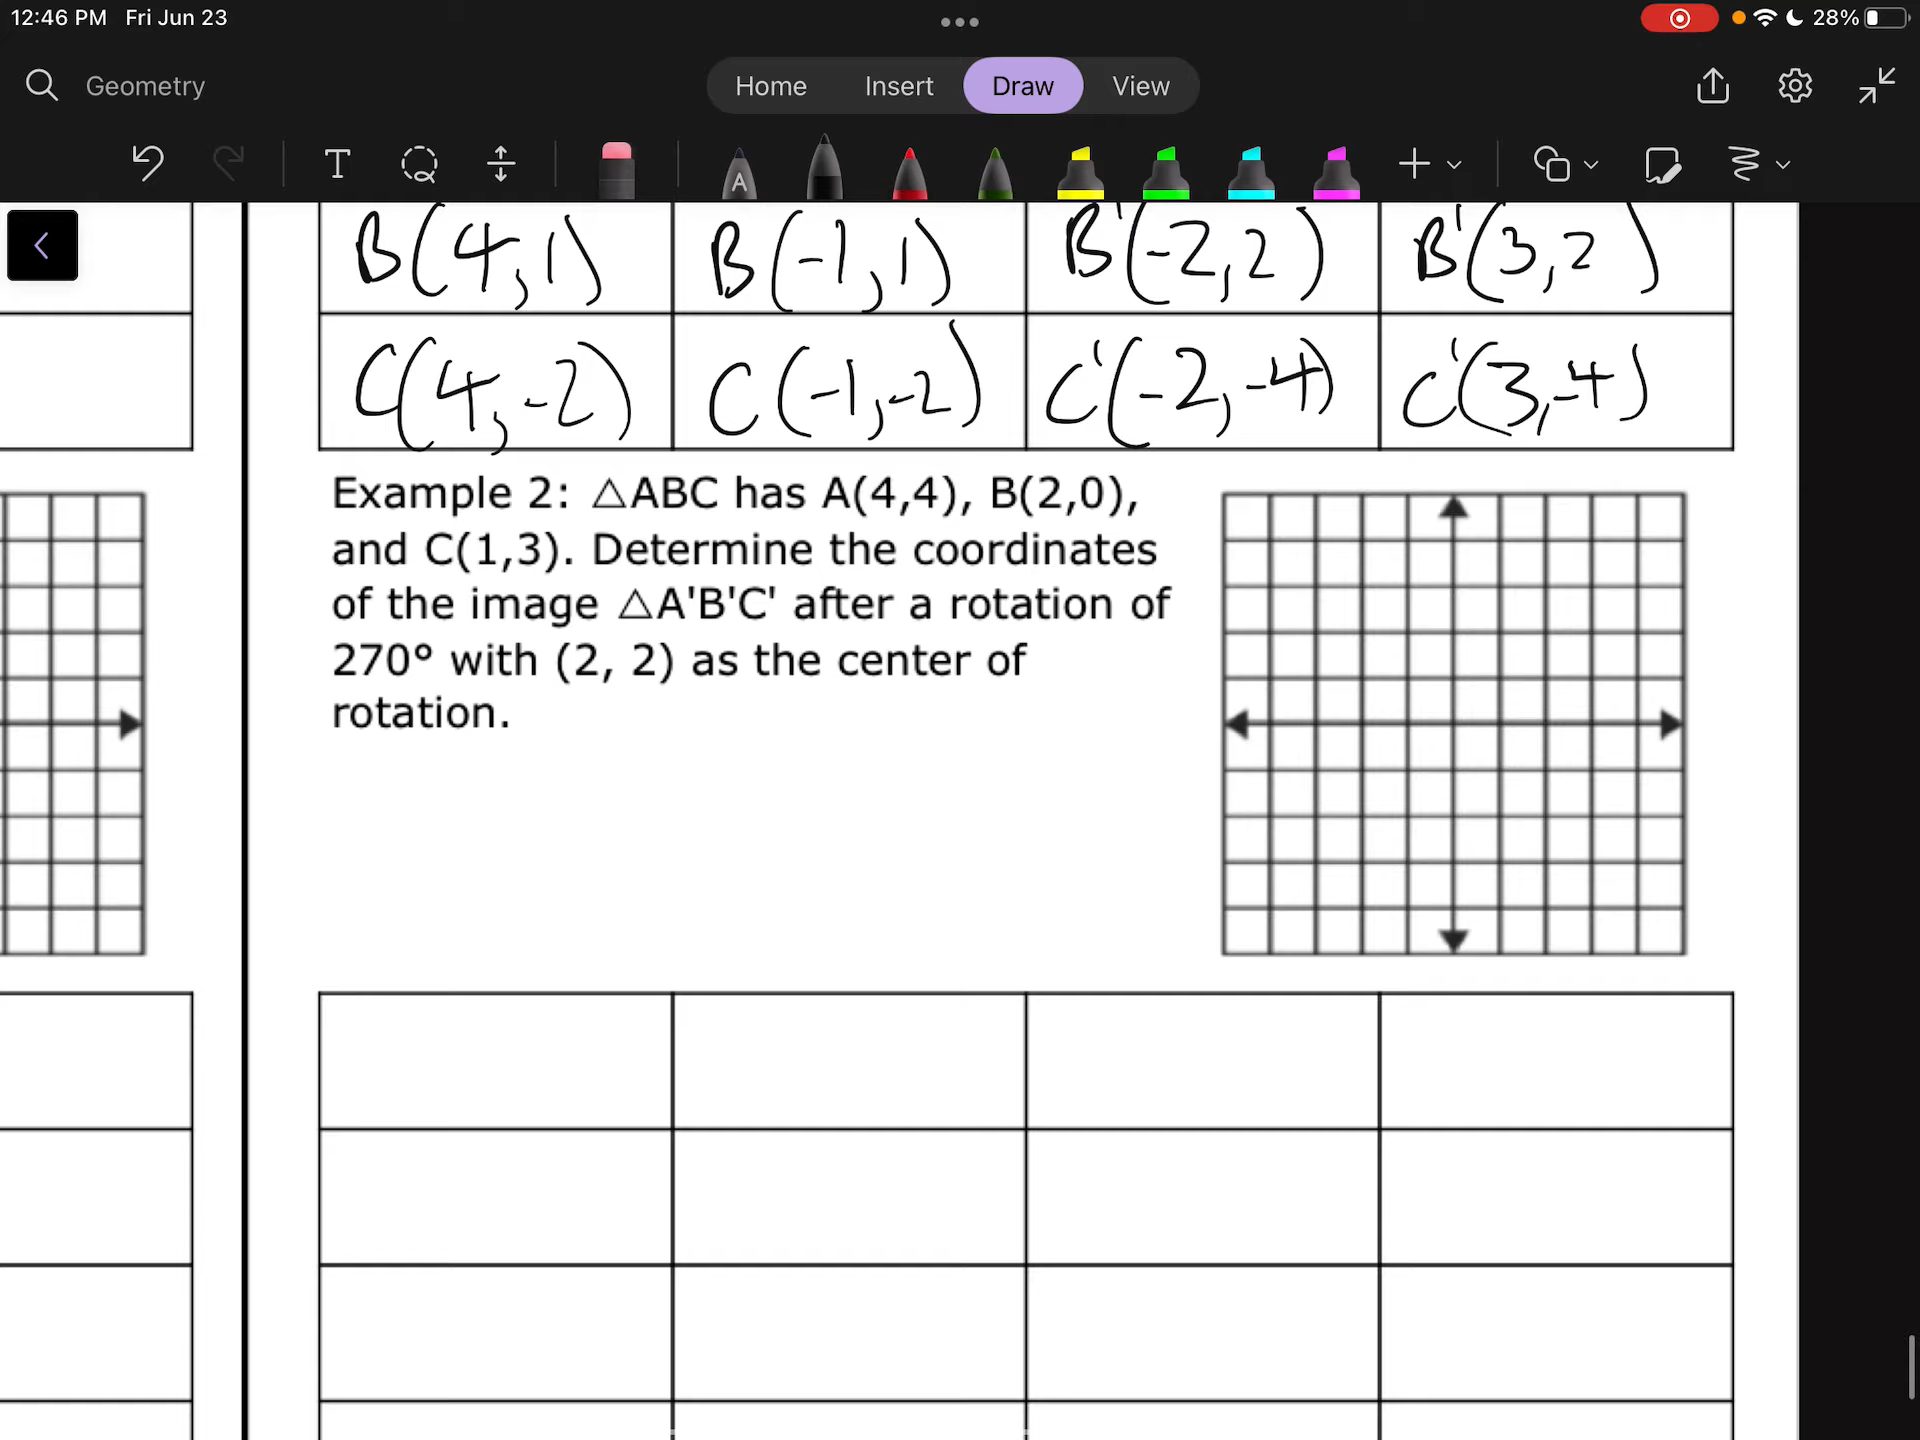 12:46 PM Fri Jun 23
28%
Geometry
Home Insert Draw View
T
A
B(4,1) B(-1,1) B'(-2,2) B'(3,2)
C(4,-2) C(-1,-2) C'(-2,-4) C'(3,-4)
Example 2: △ABC has A(4,4), B(2,0),
and C(1,3). Determine the coordinates
of the image △A'B'C' after a rotation of
270° with (2, 2) as the center of
rotation.